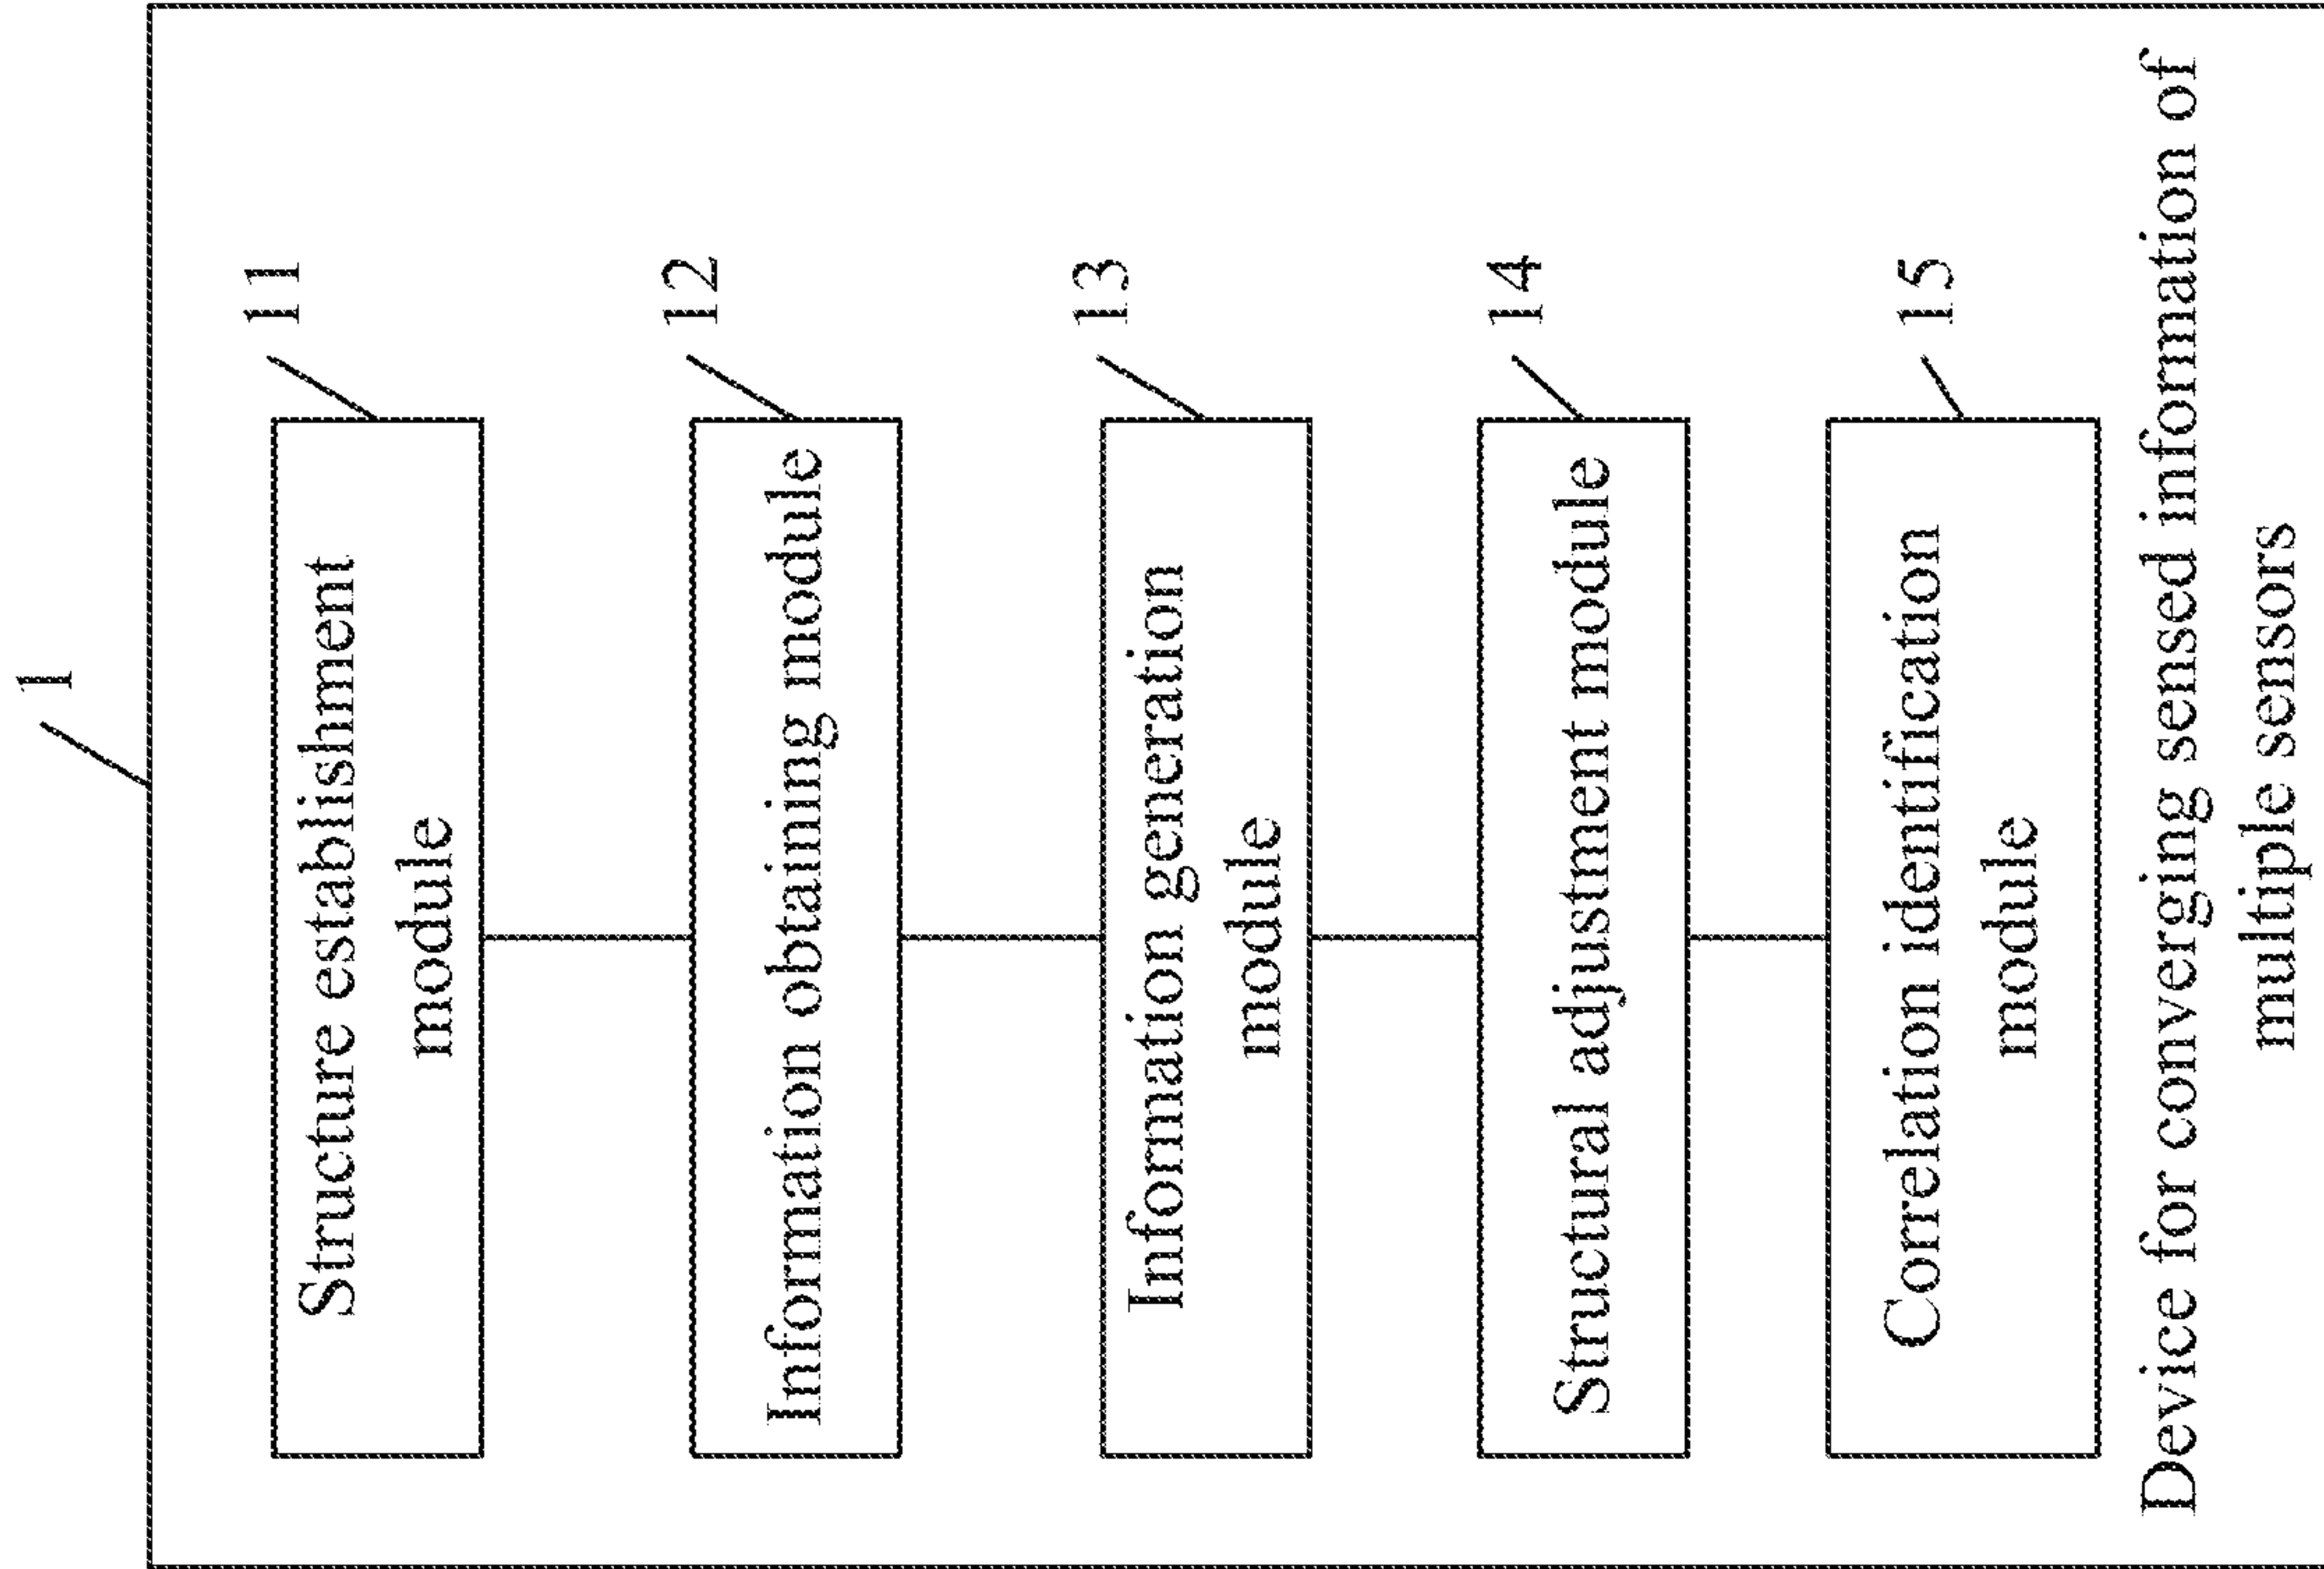 1
Structure establishment
module
11
Information obtaining module
12
Information generation
module
13
Structural adjustment module
14
Correlation identification
module
15
Device for converging sensed information of
multiple sensors